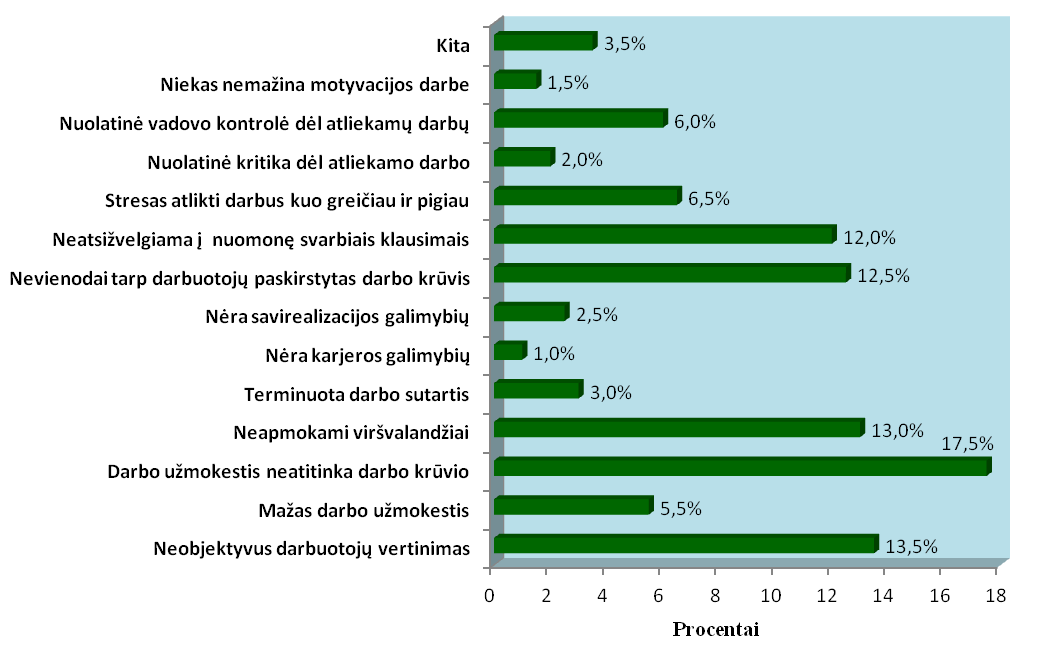 Kita
3,5%
Niekas nemažina motyvacijos darbe
1,5%
Nuolatinė vadovo kontrolė dėl atliekamų darbų
6,0%
Nuolatinė kritika dėl atliekamo darbo
2,0%
Stresas atlikti darbus kuo greičiau ir pigiau
6,5%
Neatsižvelgiama į  nuomonę svarbiais klausimais
12,0%
Nevienodai tarp darbuotojų paskirstytas darbo krūvis
12,5%
Nėra savirealizacijos galimybių
2,5%
Nėra karjeros galimybių
1,0%
Terminuota darbo sutartis
3,0%
Neapmokami viršvalandžiai
13,0%
Darbo užmokestis neatitinka darbo krūvio
17,5%
Mažas darbo užmokestis
5,5%
Neobjektyvus darbuotojų vertinimas
13,5%
0 2 4 6 8 10 12 14 16 18
Procentai